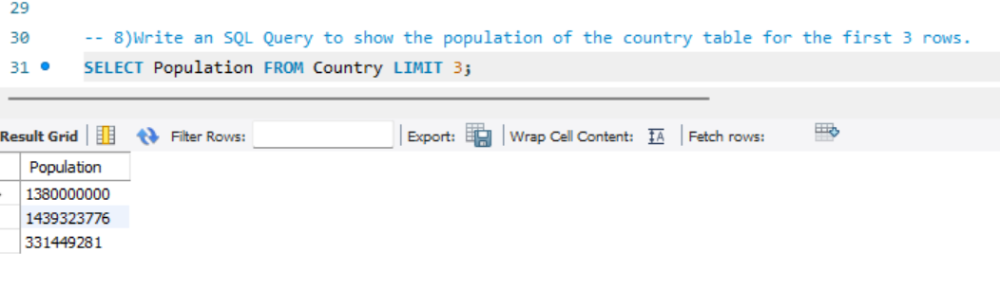 29
30 -- 8)Write an SQL Query to show the population of the country table for the first 3 rows.
31 SELECT Population FROM Country LIMIT 3;
Result Grid Filter Rows: Export: Wrap Cell Content: Fetch rows:
Population
1380000000
1439323776
331449281